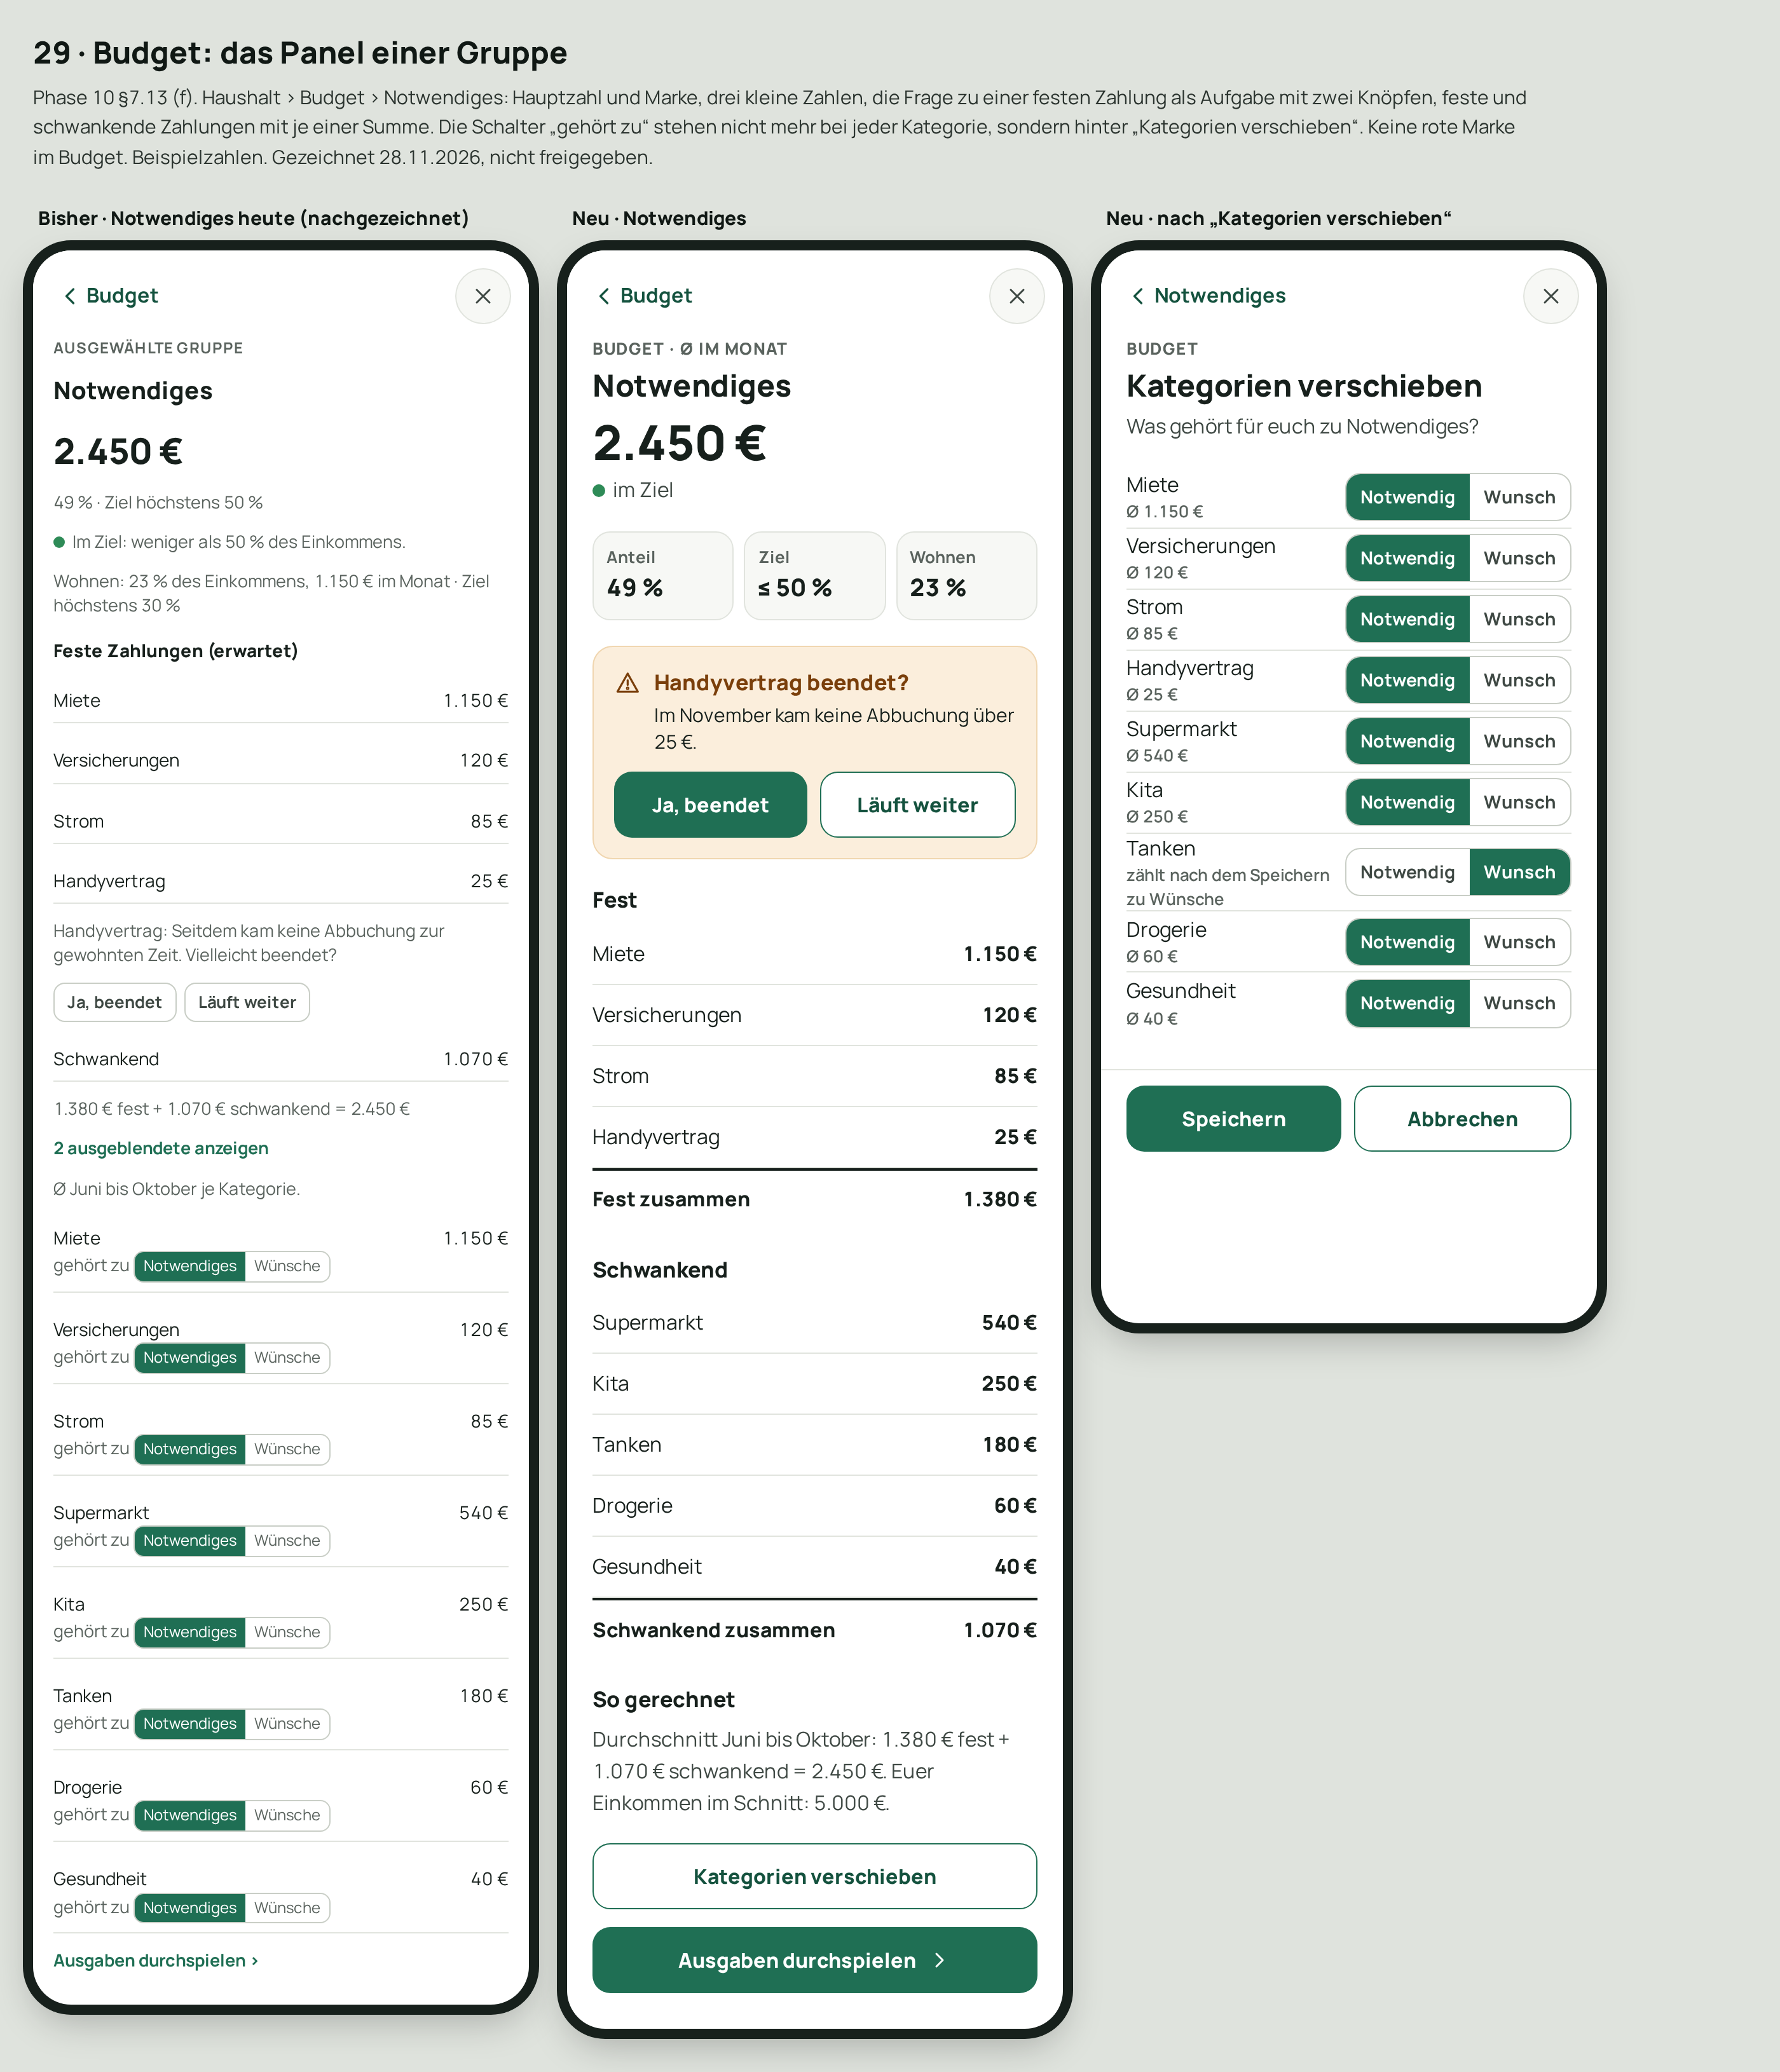 29 · Budget: das Panel einer Gruppe
Phase 10 §7.13 (f). Haushalt › Budget › Notwendiges: Hauptzahl und Marke, drei kleine Zahlen, die Frage zu einer festen Zahlung als Aufgabe mit zwei Knöpfen, feste und
schwankende Zahlungen mit je einer Summe. Die Schalter „gehört zu“ stehen nicht mehr bei jeder Kategorie, sondern hinter „Kategorien verschieben“. Keine rote Marke
im Budget. Beispielzahlen. Gezeichnet 28.11.2026, nicht freigegeben.
Bisher · Notwendiges heute (nachgezeichnet)
Budget
AUSGEWÄHLTE GRUPPE
Notwendiges
2.450 €
49 % · Ziel höchstens 50 %
Im Ziel: weniger als 50 % des Einkommens.
Wohnen: 23 % des Einkommens, 1.150 € im Monat · Ziel
höchstens 30 %
Feste Zahlungen (erwartet)
Miete 1.150 €
Versicherungen 120 €
Strom 85 €
Handyvertrag 25 €
Handyvertrag: Seitdem kam keine Abbuchung zur
gewohnten Zeit. Vielleicht beendet?
Ja, beendet Läuft weiter
Schwankend 1.070 €
1.380 € fest + 1.070 € schwankend = 2.450 €
2 ausgeblendete anzeigen
Ø Juni bis Oktober je Kategorie.
Miete 1.150 €
gehört zu Notwendiges Wünsche
Versicherungen 120 €
gehört zu Notwendiges Wünsche
Strom 85 €
gehört zu Notwendiges Wünsche
Supermarkt 540 €
gehört zu Notwendiges Wünsche
Kita 250 €
gehört zu Notwendiges Wünsche
Tanken 180 €
gehört zu Notwendiges Wünsche
Drogerie 60 €
gehört zu Notwendiges Wünsche
Gesundheit 40 €
gehört zu Notwendiges Wünsche
Ausgaben durchspielen ›
Neu · Notwendiges
Budget
BUDGET · Ø IM MONAT
Notwendiges
2.450 €
im Ziel
Anteil Ziel Wohnen
49 % ≤ 50 % 23 %
Handyvertrag beendet?
Im November kam keine Abbuchung über
25 €.
Ja, beendet Läuft weiter
Fest
Miete 1.150 €
Versicherungen 120 €
Strom 85 €
Handyvertrag 25 €
Fest zusammen 1.380 €
Schwankend
Supermarkt 540 €
Kita 250 €
Tanken 180 €
Drogerie 60 €
Gesundheit 40 €
Schwankend zusammen 1.070 €
So gerechnet
Durchschnitt Juni bis Oktober: 1.380 € fest +
1.070 € schwankend = 2.450 €. Euer
Einkommen im Schnitt: 5.000 €.
Kategorien verschieben
Ausgaben durchspielen
Neu · nach „Kategorien verschieben“
Notwendiges
BUDGET
Kategorien verschieben
Was gehört für euch zu Notwendiges?
Miete
Ø 1.150 €
Notwendig Wunsch
Versicherungen
Ø 120 €
Notwendig Wunsch
Strom
Ø 85 €
Notwendig Wunsch
Handyvertrag
Ø 25 €
Notwendig Wunsch
Supermarkt
Ø 540 €
Notwendig Wunsch
Kita
Ø 250 €
Notwendig Wunsch
Tanken
zählt nach dem Speichern
zu Wünsche
Notwendig Wunsch
Drogerie
Ø 60 €
Notwendig Wunsch
Gesundheit
Ø 40 €
Notwendig Wunsch
Speichern Abbrechen